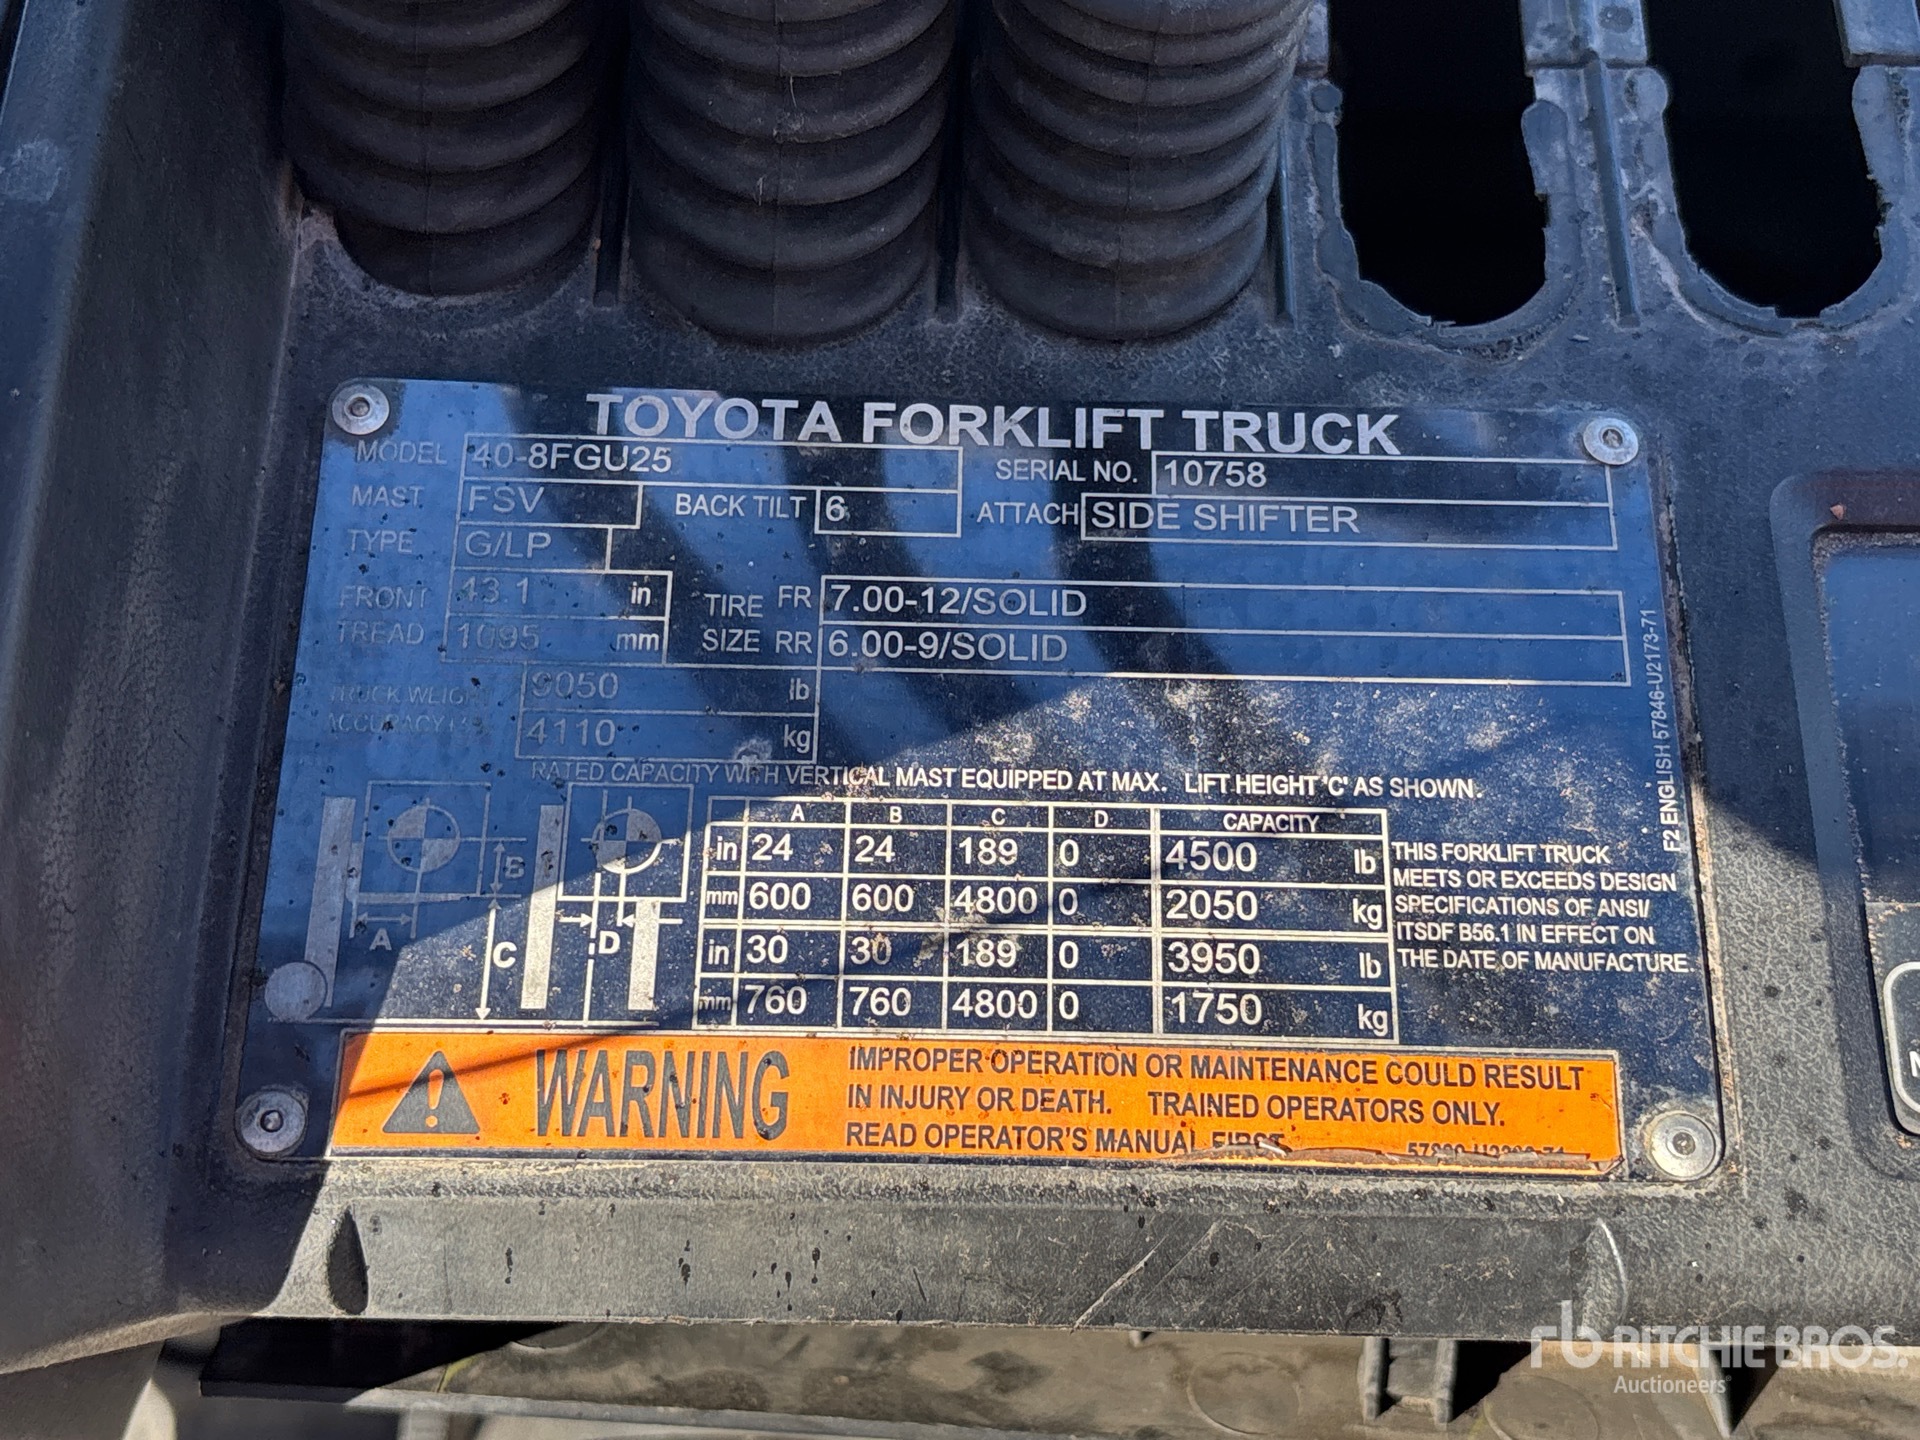 TOYOTA FORKLIFT TRUCK
MODEL 40-8FGU25 SERIAL NO. 10758
MAST FSV BACK TILT 6 ATTACH SIDE SHIFTER
TYPE G/LP
FRONT TREAD 43.1 in
1095 mm
TIRE SIZE FR 7.00-12/SOLID
RR 6.00-9/SOLID
TRUCK WEIGHT 9050 lb
ACCURACY 4110 kg
RATED CAPACITY WITH VERTICAL MAST EQUIPPED AT MAX. LIFT HEIGHT 'C' AS SHOWN.
A B C D CAPACITY
in 24 24 189 0 4500 lb
mm 600 600 4800 0 2050 kg
in 30 30 189 0 3950 lb
mm 760 760 4800 0 1750 kg
B
A
C
D
THIS FORKLIFT TRUCK
MEETS OR EXCEEDS DESIGN
SPECIFICATIONS OF ANSI/
ITSDF B56.1 IN EFFECT ON
THE DATE OF MANUFACTURE.
F2 ENGLISH 57846-U2173-71
WARNING
IMPROPER OPERATION OR MAINTENANCE COULD RESULT
IN INJURY OR DEATH. TRAINED OPERATORS ONLY.
READ OPERATOR'S MANUAL FIRST
N
rb RITCHIE BROS.
Auctioneers